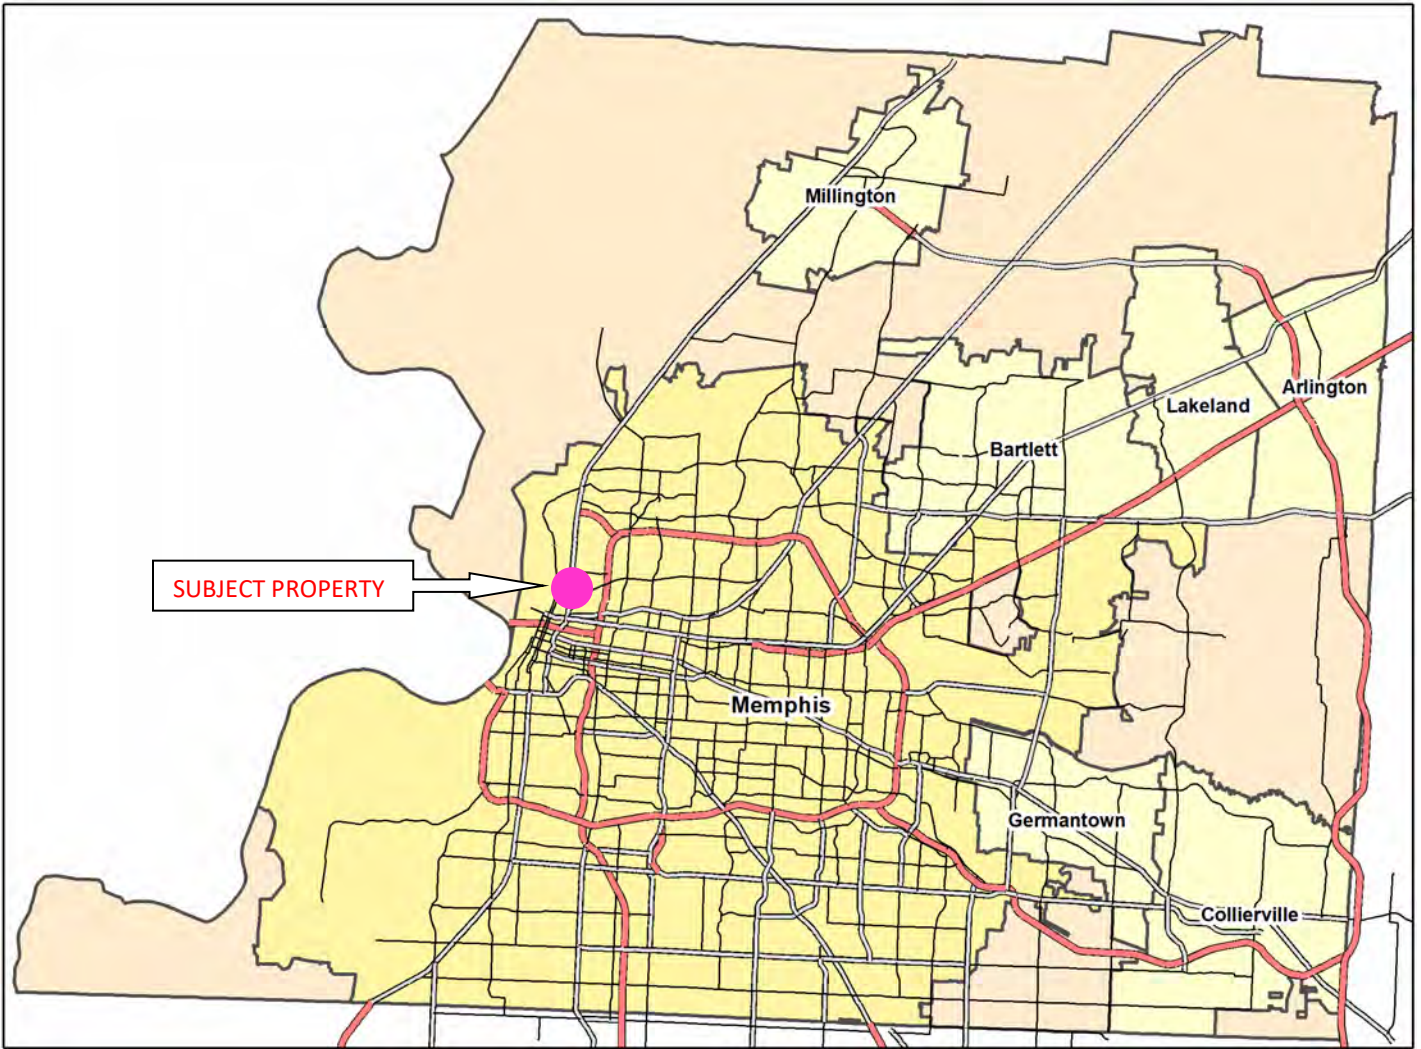 Millington
Arlington
Lakeland
Bartlett
SUBJECT PROPERTY
Memphis
Germantown
Collierville